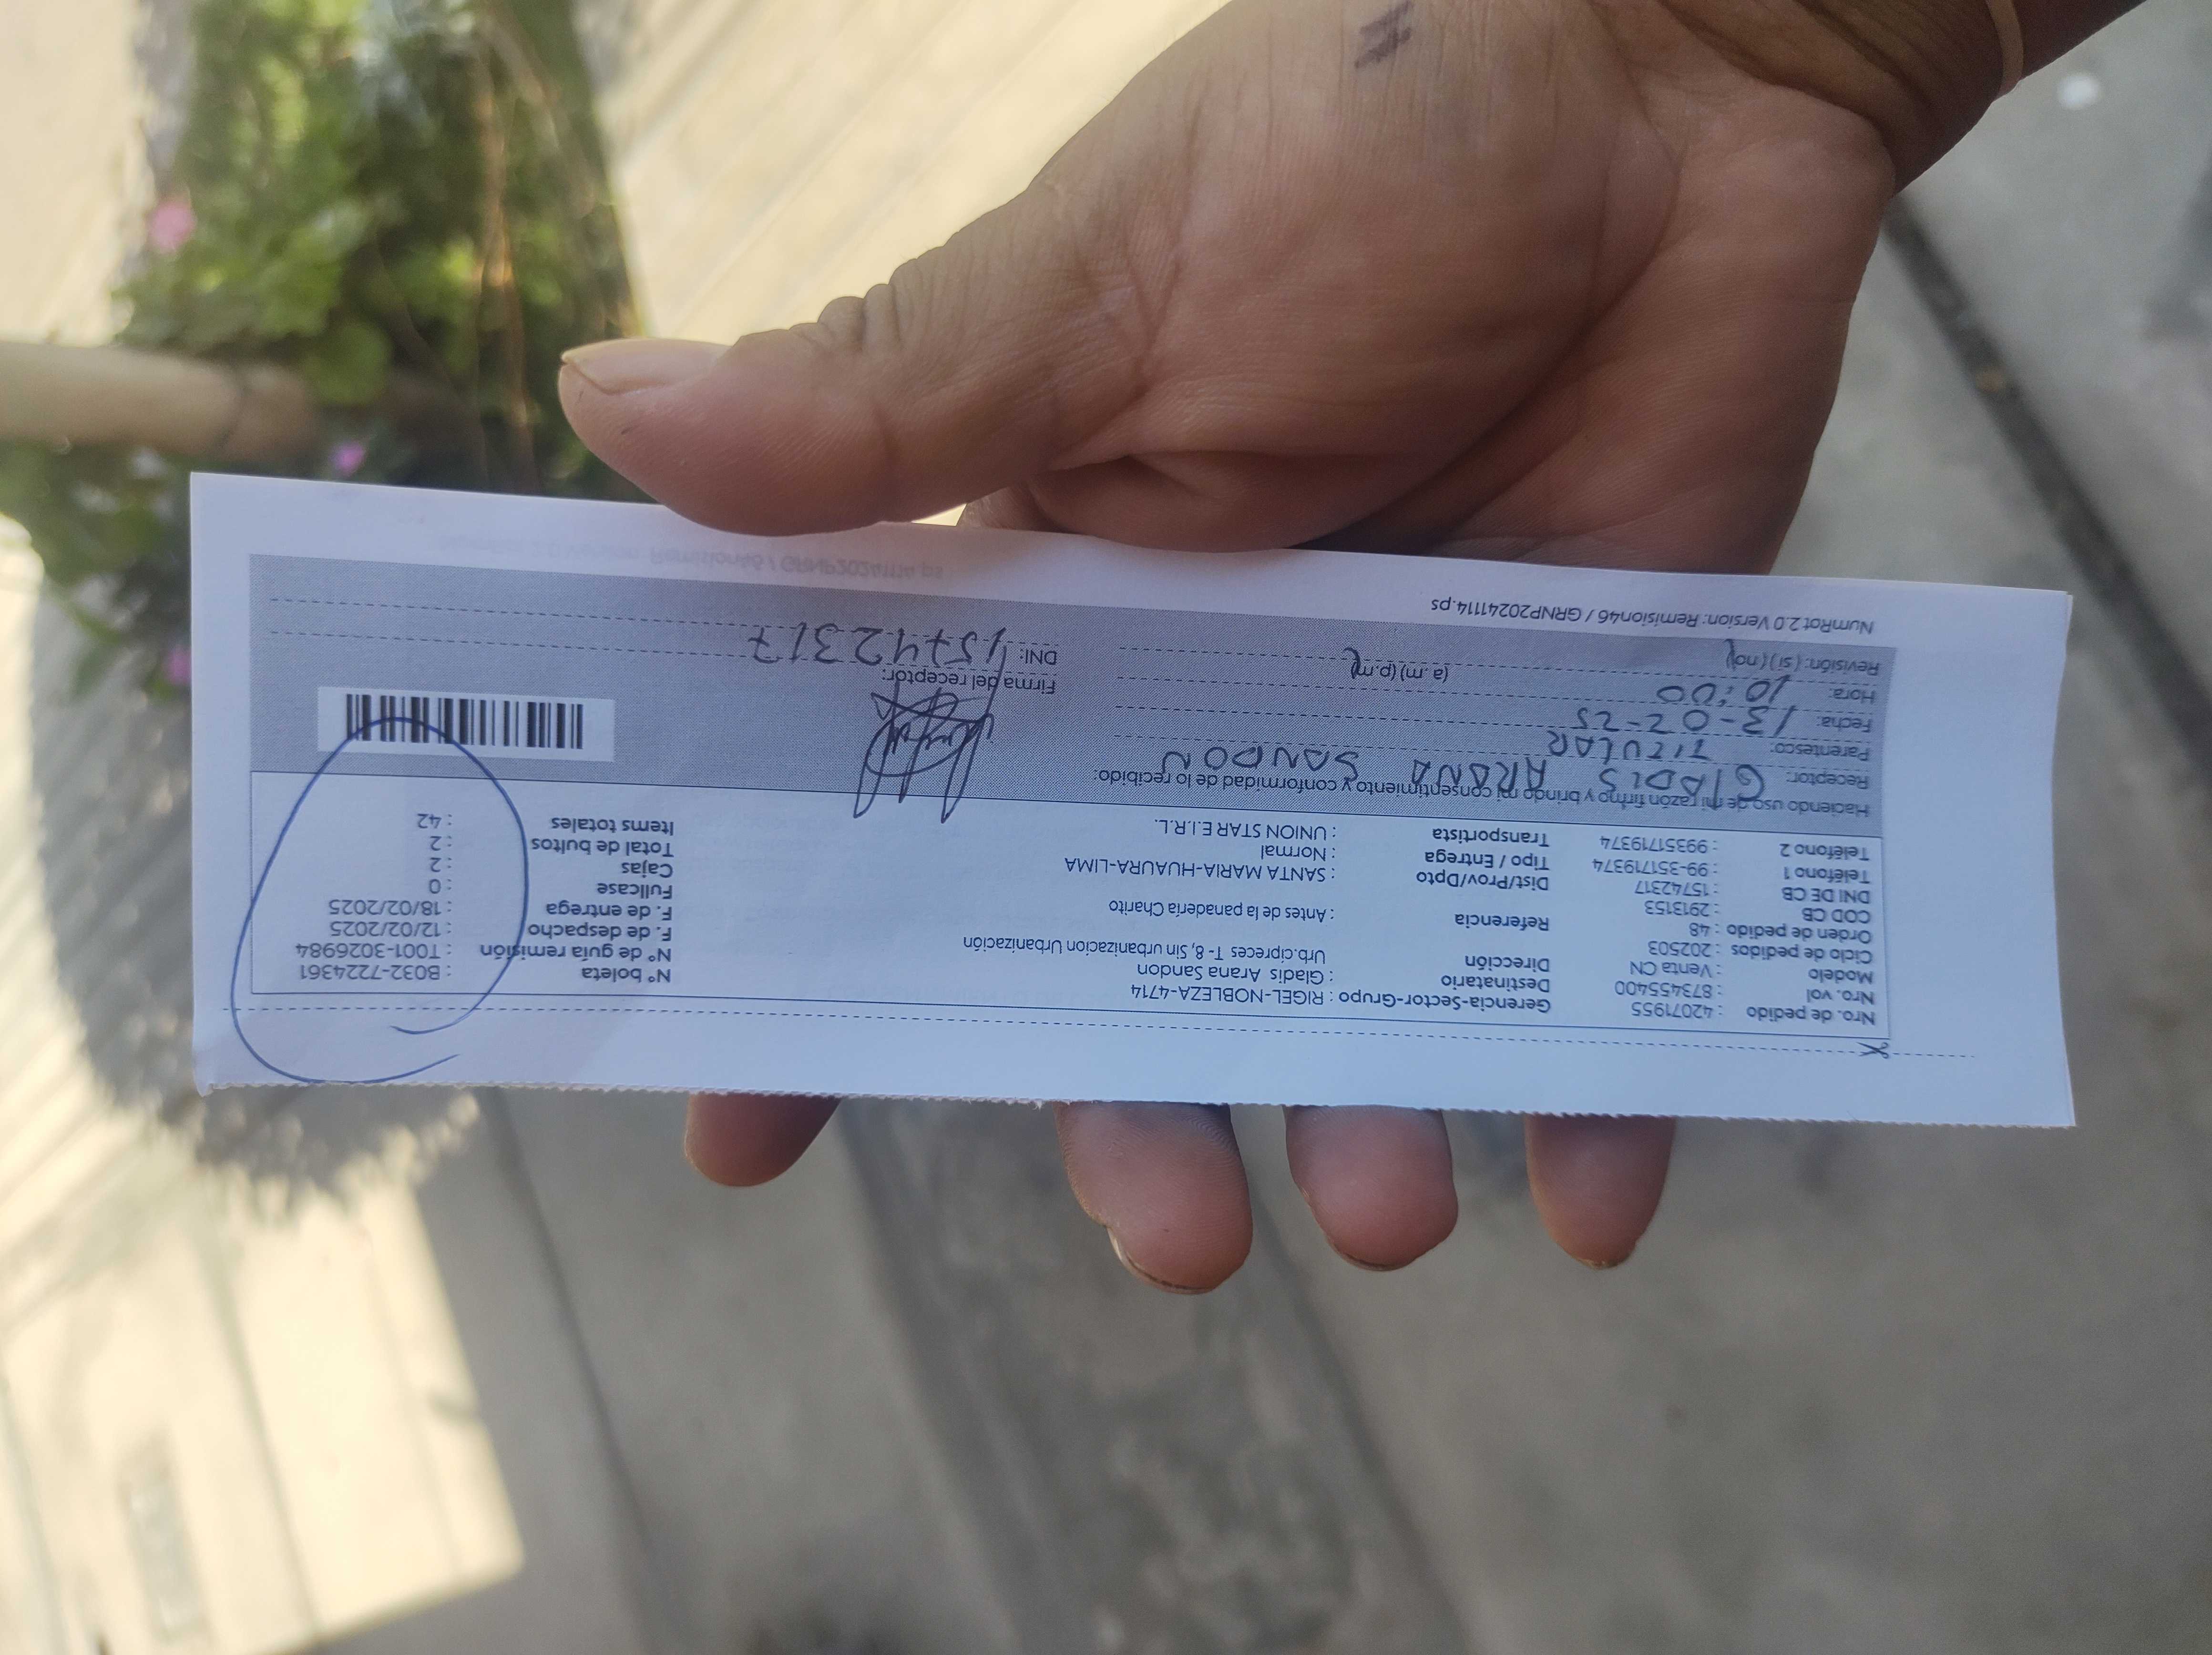 Nro. de pedido : 42071955
Nro. vol : 873455400
Modelo : Venta CN
Ciclo de pedidos : 202503
Orden de pedido : 48
COD CB : 2913153
DNI DE CB : 15742317
Teléfono 1 : 99-351719374
Teléfono 2 : 99351719374
Gerencia-Sector-Grupo : RIGEL-NOBLEZA-4714
Destinatario : Gladis Arana Sandon
Dirección Urb.cipreces T- 8, Sin urbanizacion Urbanización
Referencia : Antes de la panadería Charito
Dist/Prov/Dpto : SANTA MARIA-HUAURA-LIMA
Tipo / Entrega : Normal
Transportista : UNION STAR E.I.R.L.
N° boleta : B032-7224361
N° de guía remisión : T001-3026984
F. de despacho : 12/02/2025
F. de entrega : 18/02/2025
Fullcase : 0
Cajas : 2
Total de bultos : 2
Items totales : 42
Haciendo uso de mi razón firmo y brindo mi consentimiento y conformidad de lo recibido:
Receptor: GlADIS ARANA SANDON
Parentesco: TITULAR
Fecha: 13-02-25
Hora: 10:00 (a.m) (p.m)
Revisión: (si) (no)
Firma del receptor:
DNI: 15742317
NumRot 2.0 Version: Remision46 / GRNP20241114.ps